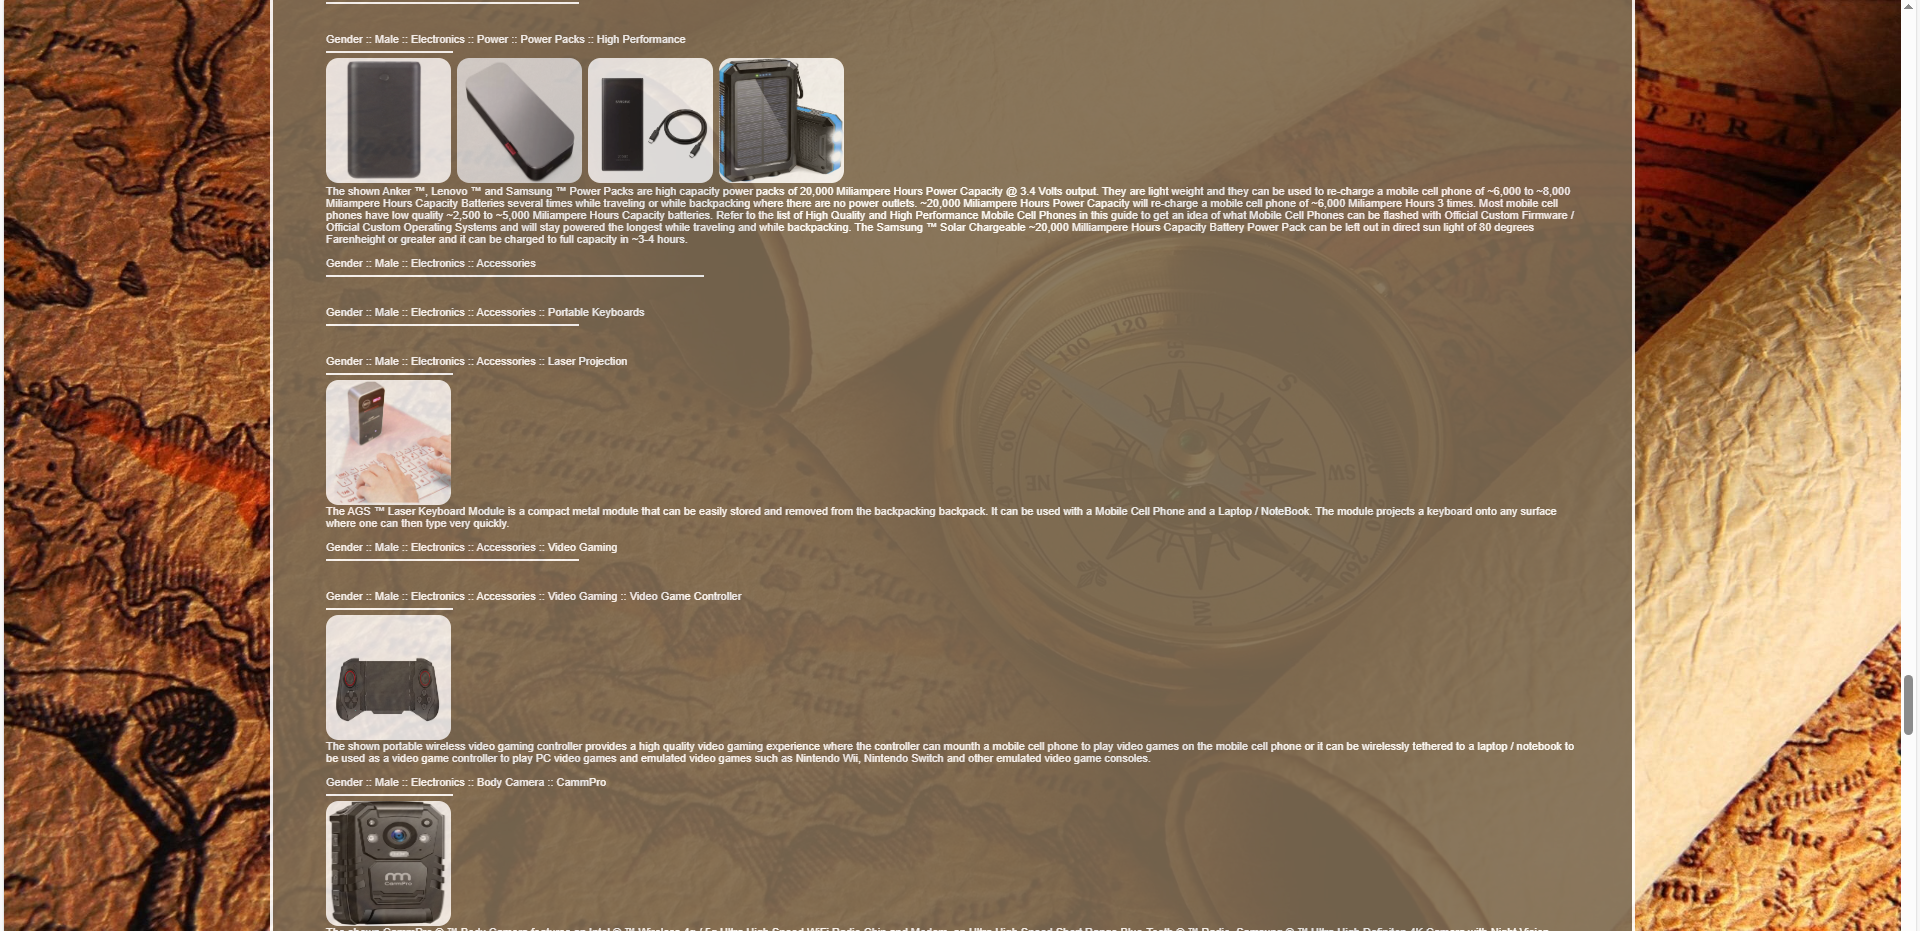 Gender :: Male :: Electronics :: Power :: Power Packs :: High Performance
The shown Anker ™, Lenovo ™ and Samsung ™ Power Packs are high capacity power packs of 20,000 Miliampere Hours Power Capacity @ 3.4 Volts output. They are light weight and they can be used to re-charge a mobile cell phone of ~6,000 to ~8,000
Miliampere Hours Capacity Batteries several times while traveling or while backpacking where there are no power outlets. ~20,000 Miliampere Hours Power Capacity will re-charge a mobile cell phone of ~6,000 Miliampere Hours 3 times. Most mobile cell
phones have low quality ~2,500 to ~5,000 Miliampere Hours Capacity batteries. Refer to the list of High Quality and High Performance Mobile Cell Phones in this guide to get an idea of what Mobile Cell Phones can be flashed with Official Custom Firmware /
Official Custom Operating Systems and will stay powered the longest while traveling and while backpacking. The Samsung ™ Solar Chargeable ~20,000 Milliampere Hours Capacity Battery Power Pack can be left out in direct sun light of 80 degrees
Farenheight or greater and it can be charged to full capacity in ~3-4 hours.
Gender :: Male :: Electronics :: Accessories
Gender :: Male :: Electronics :: Accessories :: Portable Keyboards
Gender :: Male :: Electronics :: Accessories :: Laser Projection
The AGS ™ Laser Keyboard Module is a compact metal module that can be easily stored and removed from the backpacking backpack. It can be used with a Mobile Cell Phone and a Laptop / NoteBook. The module projects a keyboard onto any surface
where one can then type very quickly.
Gender :: Male :: Electronics :: Accessories :: Video Gaming
Gender :: Male :: Electronics :: Accessories :: Video Gaming :: Video Game Controller
The shown portable wireless video gaming controller provides a high quality video gaming experience where the controller can mounth a mobile cell phone to play video games on the mobile cell phone or it can be wirelessly tethered to a laptop / notebook to
be used as a video game controller to play PC video games and emulated video games such as Nintendo Wii, Nintendo Switch and other emulated video game consoles.
Gender :: Male :: Electronics :: Body Camera :: CammPro
CammPro
120
100
80
60
SW
NE